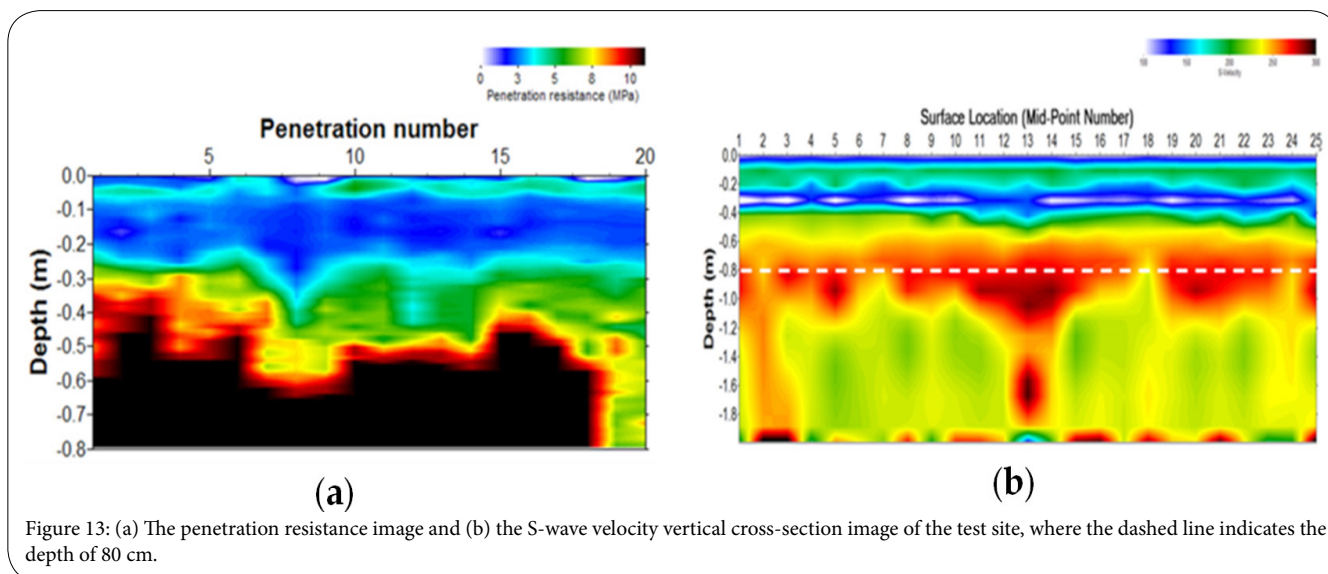 0 3 5 8 10
Penetration resistance (MPa)
Penetration number
5 10 15 20
0.0
-0.1
-0.2
-0.3
-0.4
-0.5
-0.6
-0.7
-0.8
Depth (m)
(a)
S-Velocity
Surface Location (Mid-Point Number)
1 2 3 4 5 6 7 8 9 10 11 12 13 14 15 16 17 18 19 20 21 22 23 24 25
0.0
-0.2
-0.4
-0.6
-0.8
-1.0
-1.2
-1.4
-1.6
-1.8
Depth (m)
(b)
Figure 13: (a) The penetration resistance image and (b) the S-wave velocity vertical cross-section image of the test site, where the dashed line indicates the
depth of 80 cm.